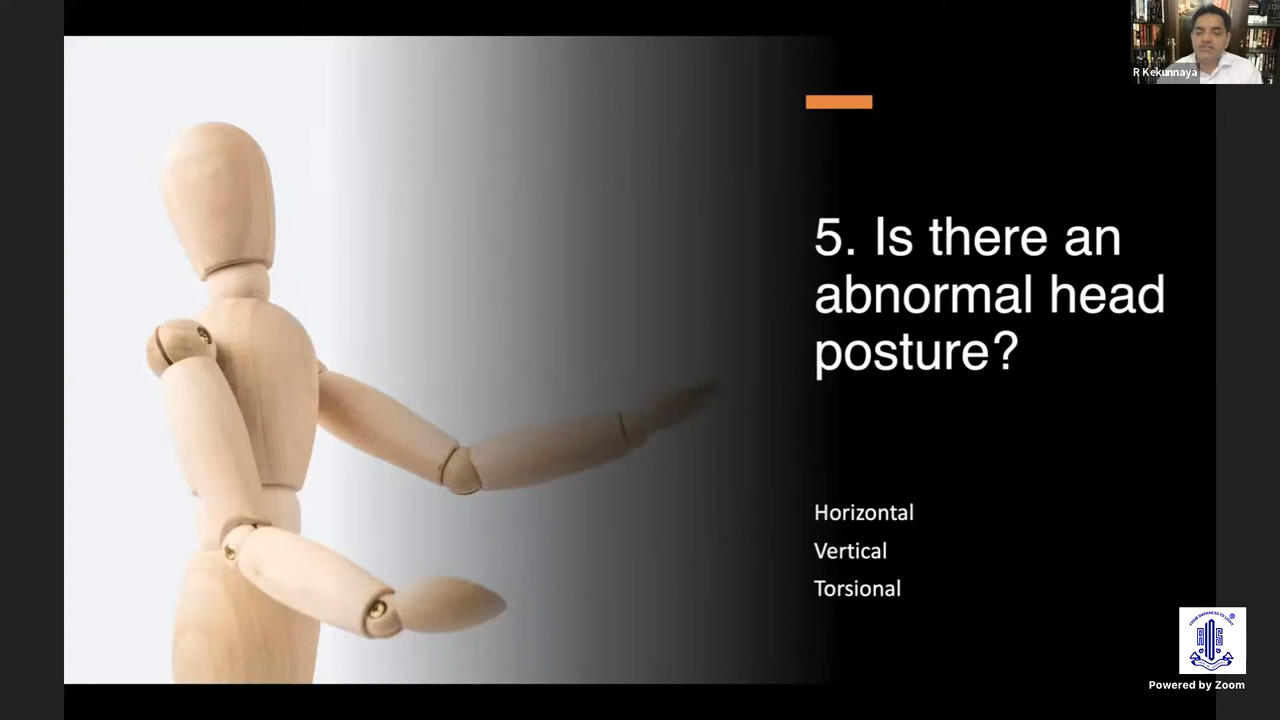 R Kekunnaya
5. Is there an
abnormal head
posture?
Horizontal
Vertical
Torsional
Powered by Zoom